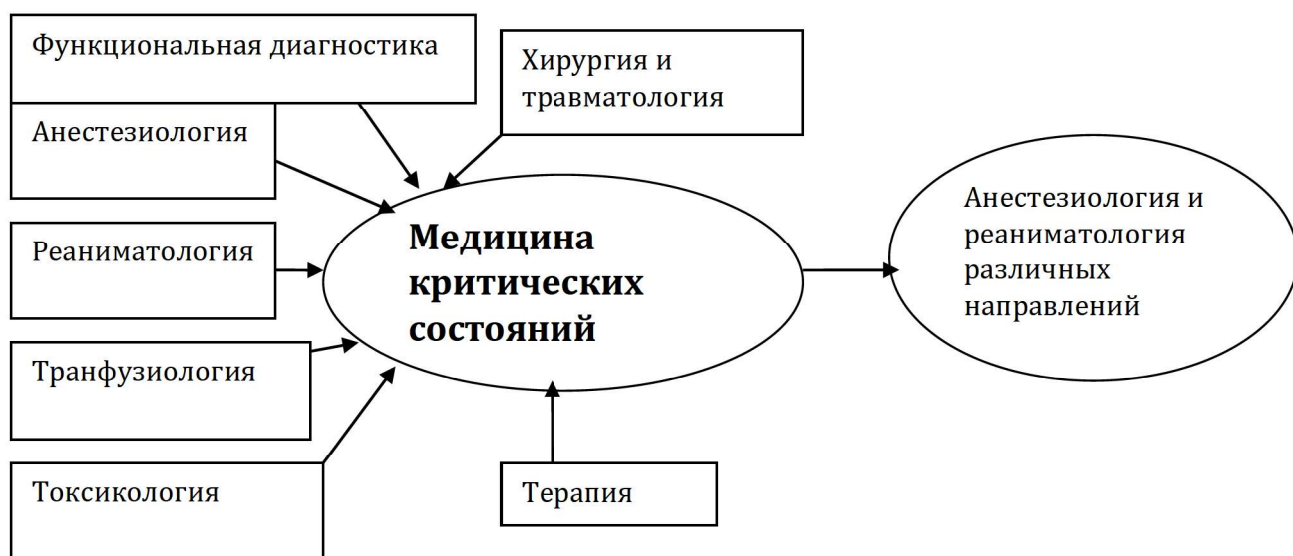 Функциональная диагностика
Хирургия и
травматология
Анестезиология
Реаниматология
Транфузиология
Токсикология
Медицина
критических
состояний
Терапия
Анестезиология и
реаниматология
различных
направлений